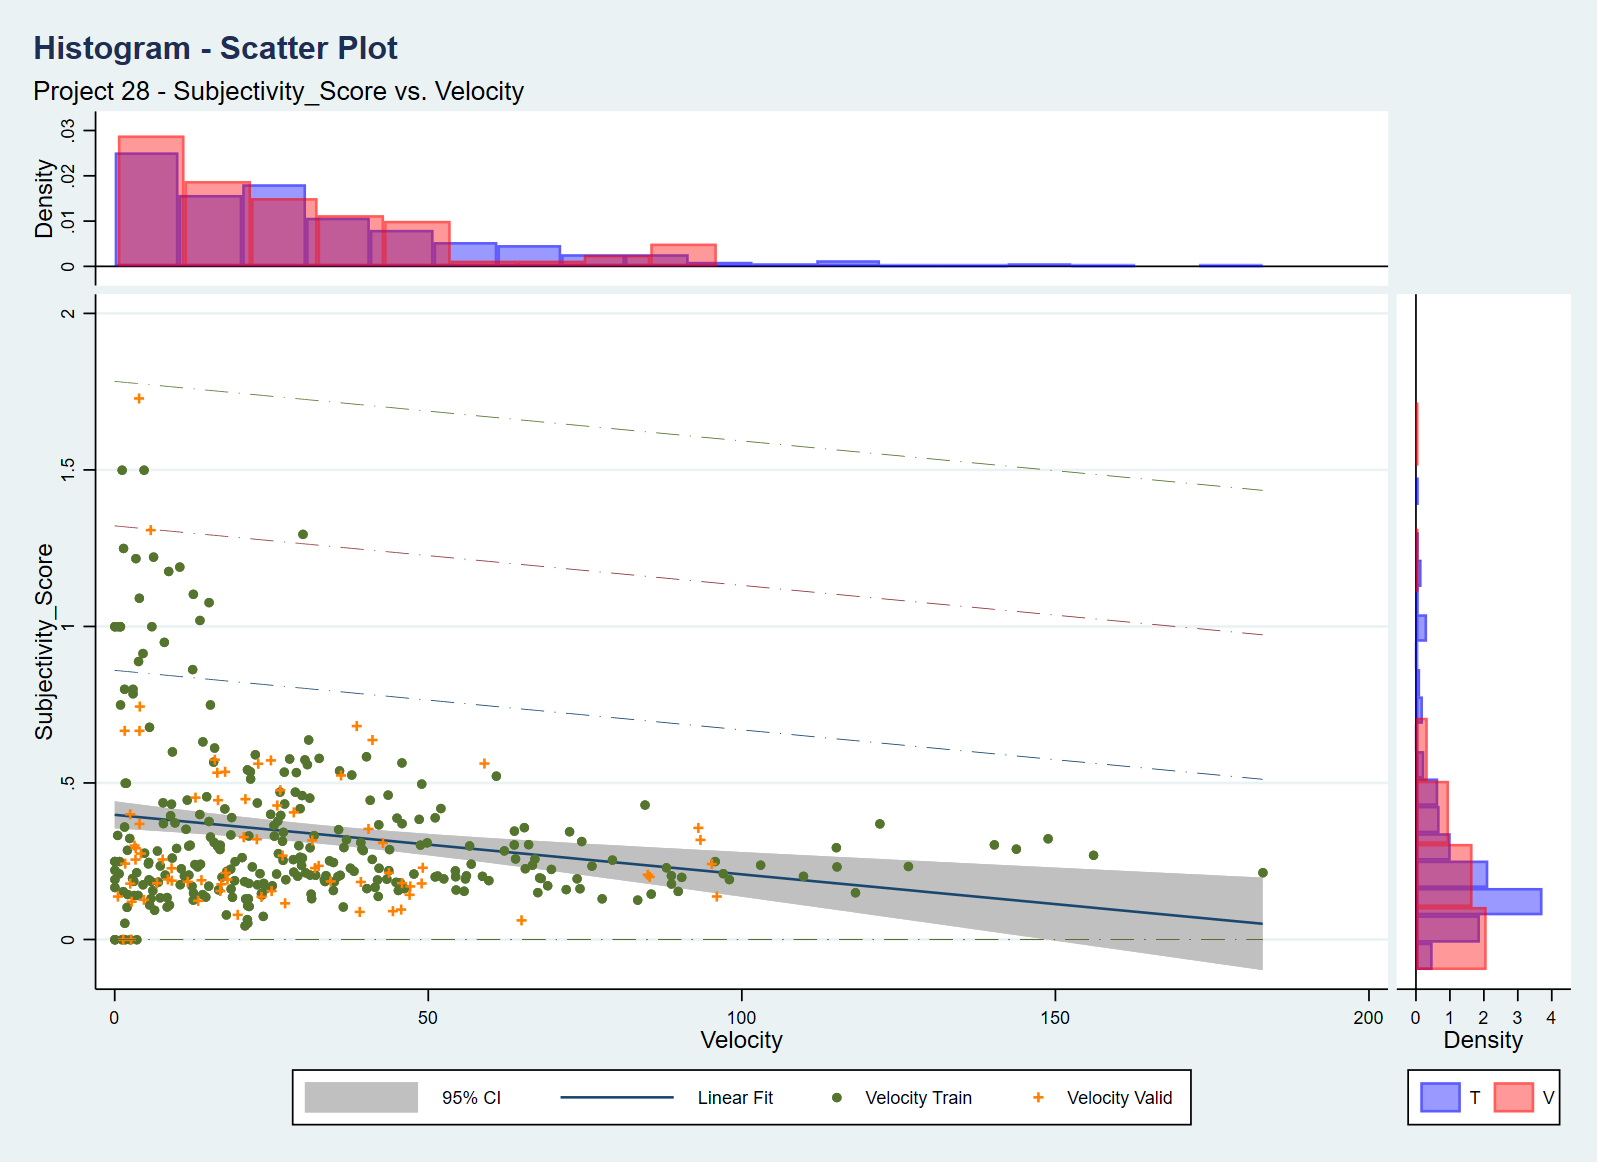 Histogram - Scatter Plot
Project 28 - Subjectivity_Score vs. Velocity
Density
.03
.02
.01
0
Subjectivity_Score
2
1.5
1
.5
0
0 50 100 150 200
Velocity
0 1 2 3 4
Density
95% CI Linear Fit Velocity Train Velocity Valid
T V